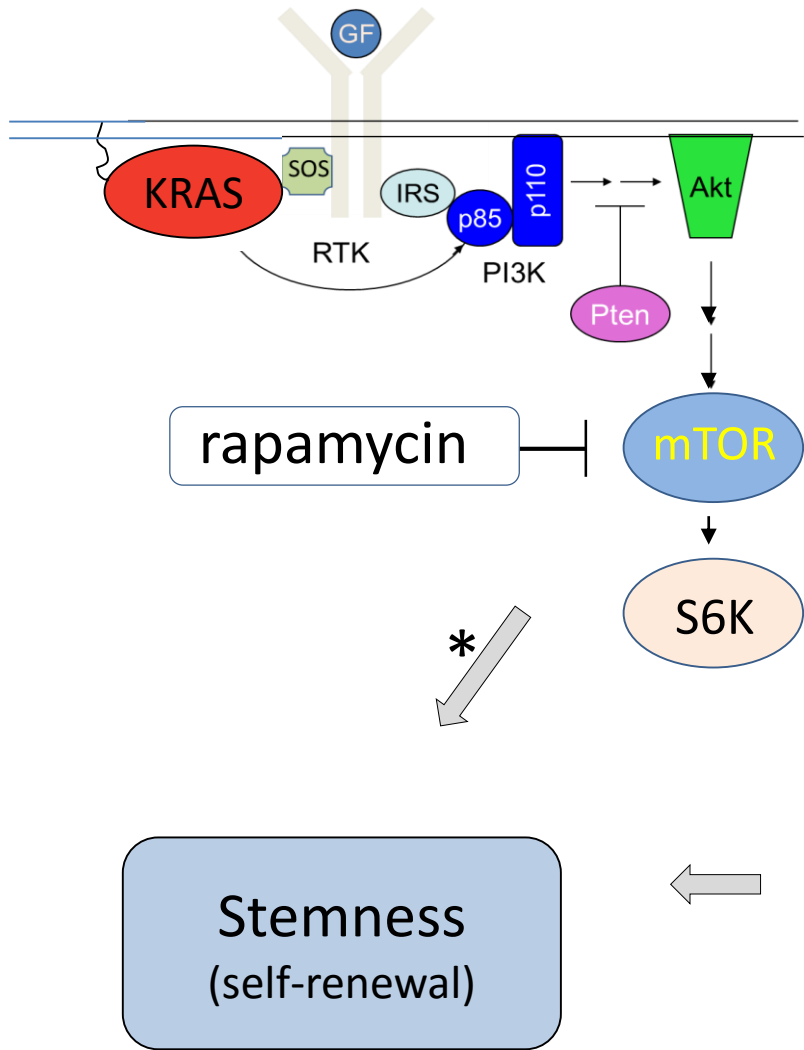 GF
KRAS
SOS
IRS
p85
p110
Akt
RTK
PI3K
Pten
rapamycin
mTOR
S6K
*
Stemness
(self-renewal)